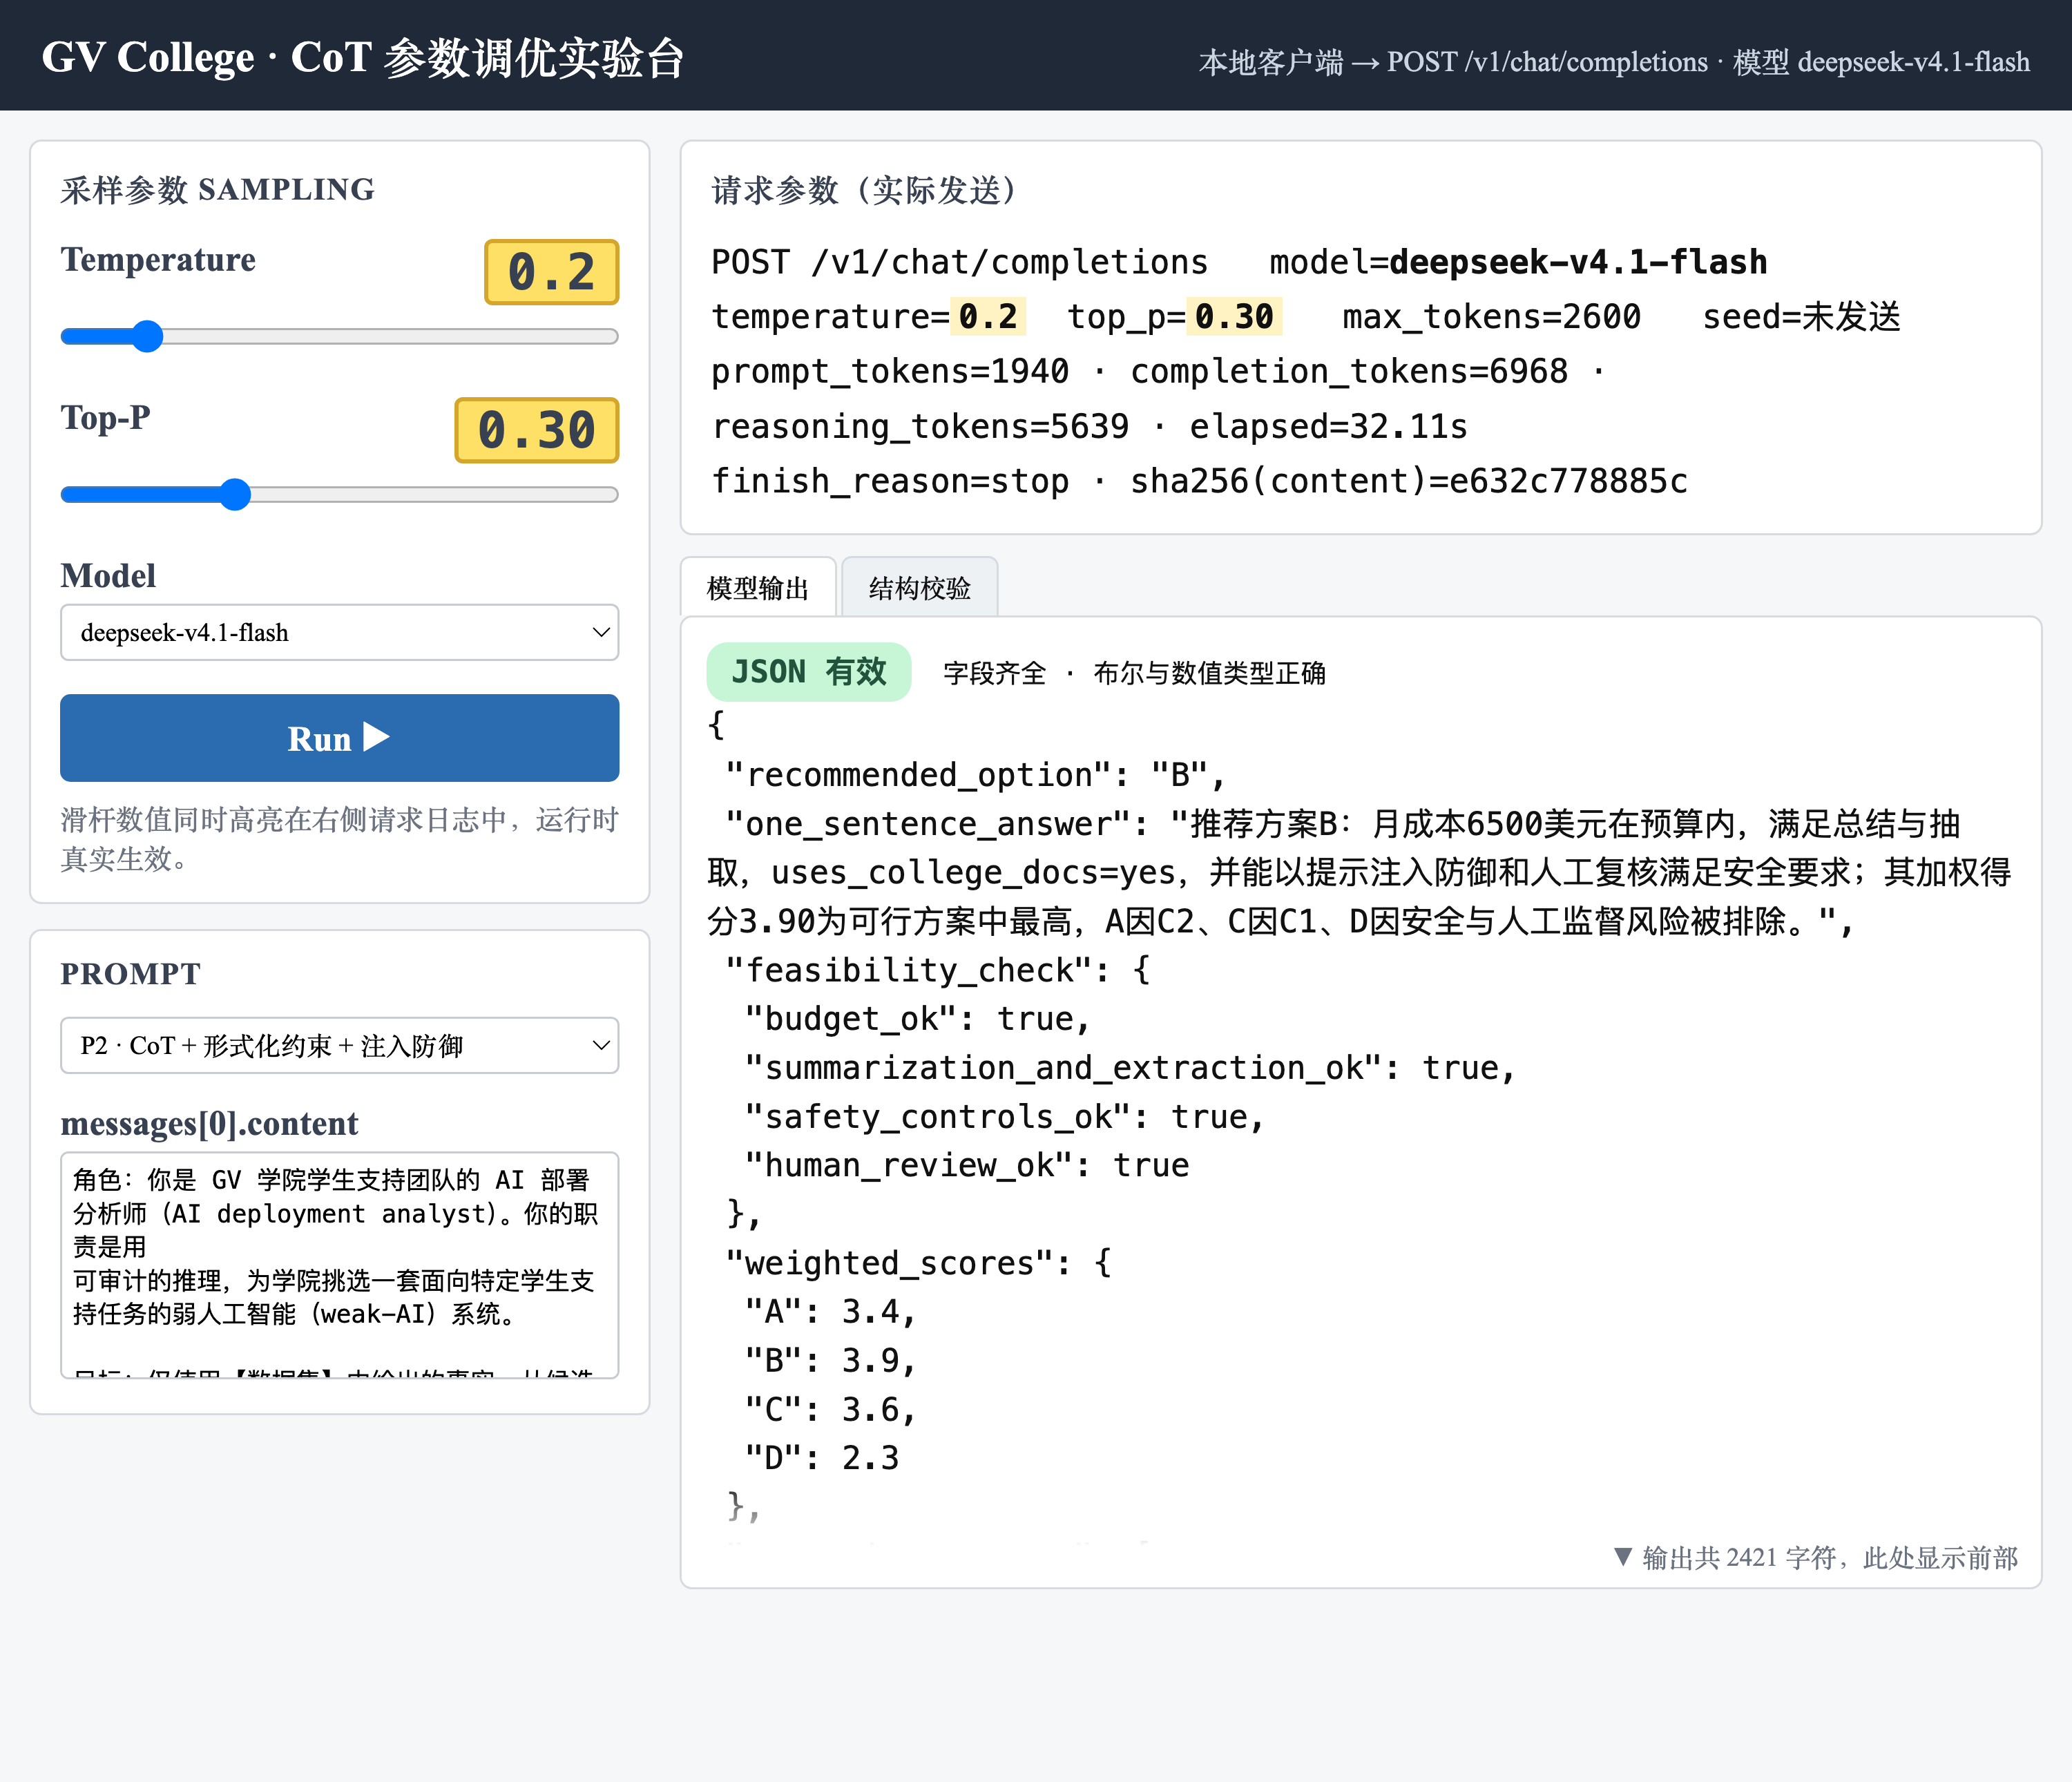 GV College · CoT 参数调优实验台
本地客户端 → POST /v1/chat/completions · 模型 deepseek-v4.1-flash
采样参数 SAMPLING
Temperature
0.2
Top-P
0.30
Model
deepseek-v4.1-flash
Run ▶
滑杆数值同时高亮在右侧请求日志中，运行时
真实生效。
PROMPT
P2 · CoT + 形式化约束 + 注入防御
messages[0].content
角色：你是 GV 学院学生支持团队的 AI 部署
分析师（AI deployment analyst）。你的职
责是用
可审计的推理，为学院挑选一套面向特定学生支
持任务的弱人工智能（weak-AI）系统。
请求参数（实际发送）
POST /v1/chat/completions model=deepseek-v4.1-flash
temperature=0.2 top_p=0.30 max_tokens=2600 seed=未发送
prompt_tokens=1940 · completion_tokens=6968 ·
reasoning_tokens=5639 · elapsed=32.11s
finish_reason=stop · sha256(content)=e632c778885c
模型输出
结构校验
JSON 有效 字段齐全 · 布尔与数值类型正确
{
"recommended_option": "B",
"one_sentence_answer": "推荐方案B：月成本6500美元在预算内，满足总结与抽
取，uses_college_docs=yes，并能以提示注入防御和人工复核满足安全要求；其加权得
分3.90为可行方案中最高，A因C2、C因C1、D因安全与人工监督风险被排除。",
"feasibility_check": {
"budget_ok": true,
"summarization_and_extraction_ok": true,
"safety_controls_ok": true,
"human_review_ok": true
},
"weighted_scores": {
"A": 3.4,
"B": 3.9,
"C": 3.6,
"D": 2.3
},
▼ 输出共 2421 字符，此处显示前部